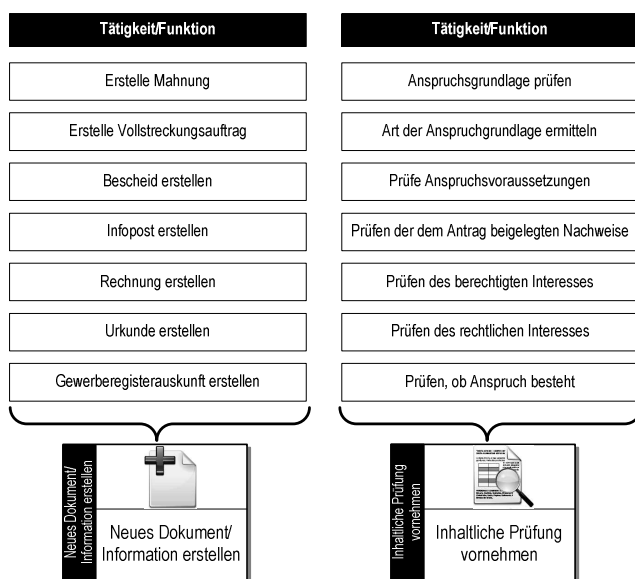 Tätigkeit/Funktion
Erstelle Mahnung
Erstelle Vollstreckungsauftrag
Bescheid erstellen
Infopost erstellen
Rechnung erstellen
Urkunde erstellen
Gewerberegisterauskunft erstellen
Neues Dokument/
Information erstellen
Neues Dokument/
Information erstellen
Tätigkeit/Funktion
Anspruchsgrundlage prüfen
Art der Anspruchgrundlage ermitteln
Prüfe Anspruchsvoraussetzungen
Prüfen der dem Antrag beigelegten Nachweise
Prüfen des berechtigten Interesses
Prüfen des rechtlichen Interesses
Prüfen, ob Anspruch besteht
Inhaltliche Prüfung
vornehmen
Inhaltliche Prüfung
vornehmen